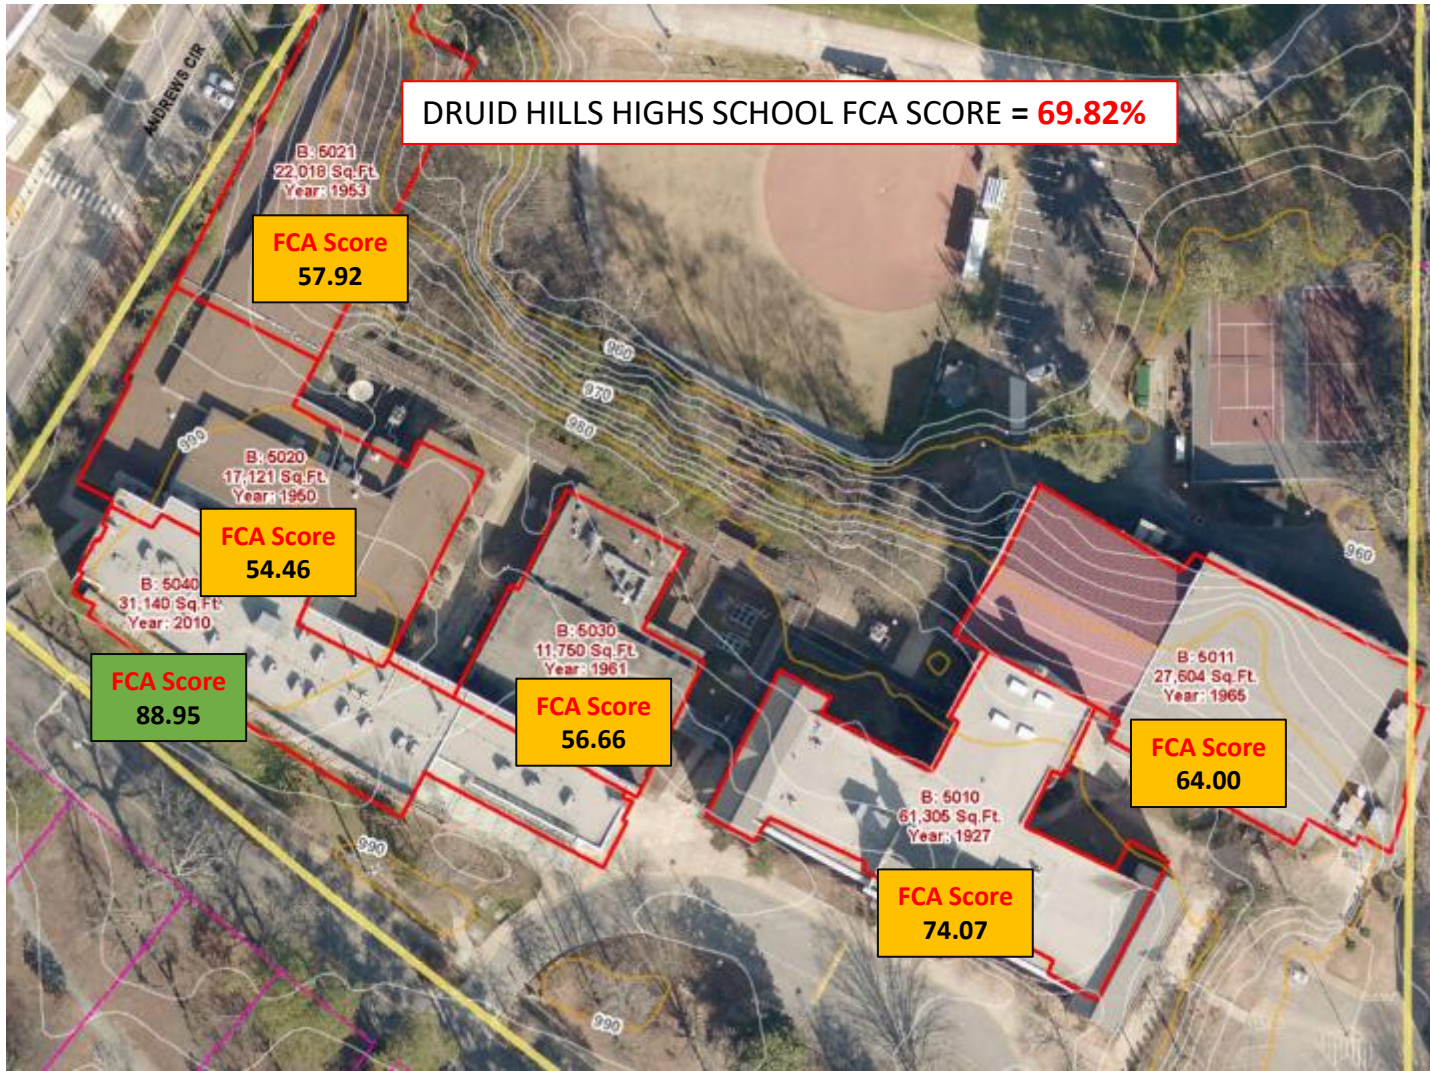 ANDREWS CIR
DRUID HILLS HIGHS SCHOOL FCA SCORE = 69.82%
B: 5021
22,018 Sq.Ft.
Year: 1953
FCA Score
57.92
960
970
980
990
B: 5020
17,121 Sq.Ft.
Year: 1950
FCA Score
54.46
B: 5040
31,140 Sq.Ft.
Year: 2010
FCA Score
88.95
B: 5030
11,750 Sq.Ft.
Year: 1961
FCA Score
56.66
960
B: 5011
27,604 Sq.Ft.
Year: 1965
FCA Score
64.00
B: 5010
61,305 Sq.Ft.
Year: 1927
FCA Score
74.07
990
990